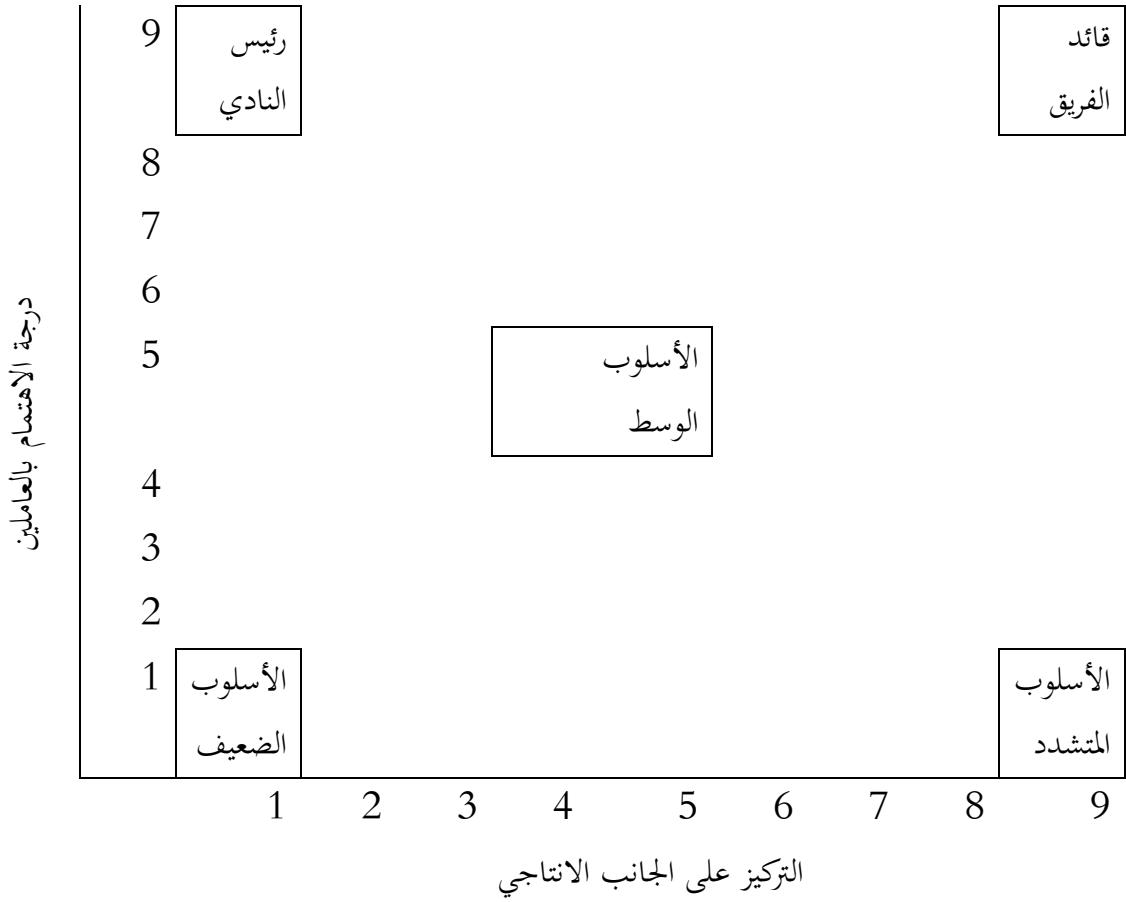 9
رئيس
النادي
قائد
الفريق
8
7
6
5
الأسلوب
الوسط
4
3
2
1
الأسلوب
الضعيف
الأسلوب
المتشدد
1 2 3 4 5 6 7 8 9
درجة الاهتمام بالعاملين
التركيز على الجانب الانتاجي